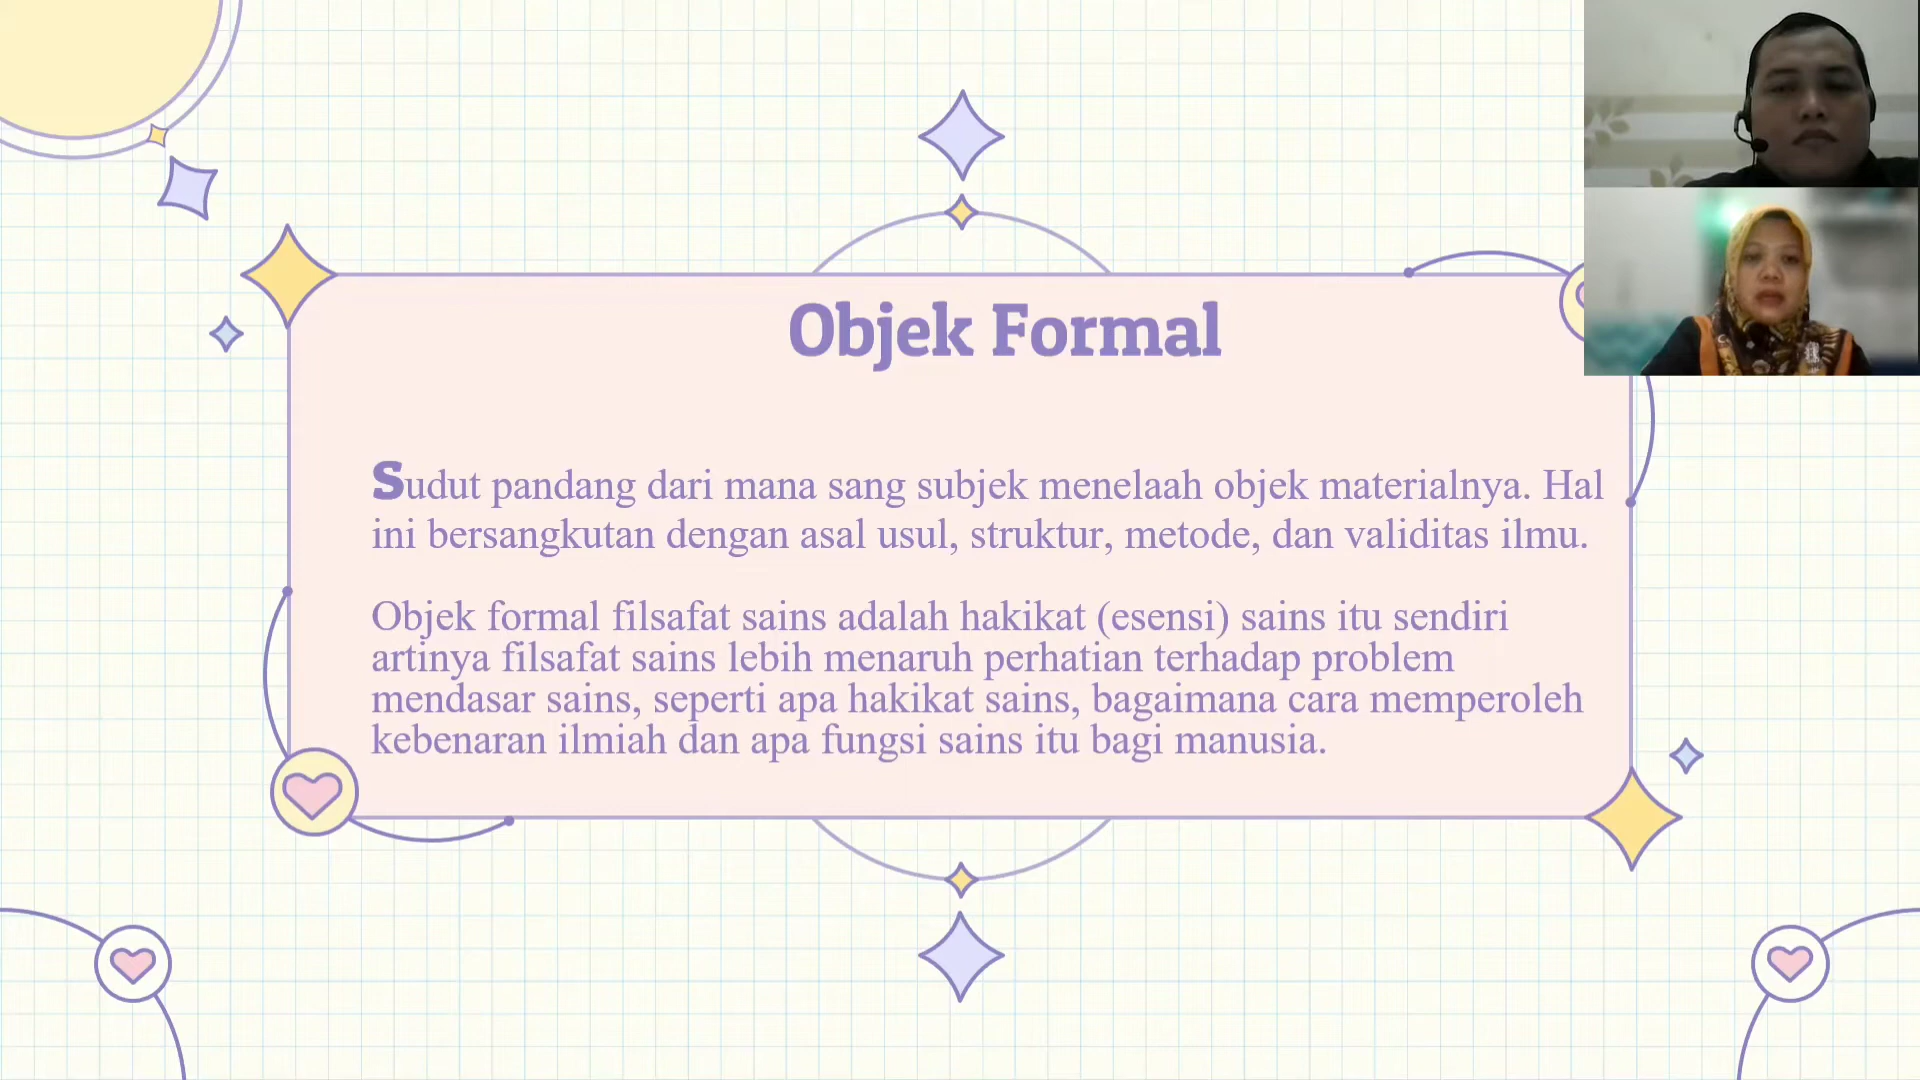 Objek Formal
Sudut pandang dari mana sang subjek menelaah objek materialnya. Hal
ini bersangkutan dengan asal usul, struktur, metode, dan validitas ilmu.
Objek formal filsafat sains adalah hakikat (esensi) sains itu sendiri
artinya filsafat sains lebih menaruh perhatian terhadap problem
mendasar sains, seperti apa hakikat sains, bagaimana cara memperoleh
kebenaran ilmiah dan apa fungsi sains itu bagi manusia.